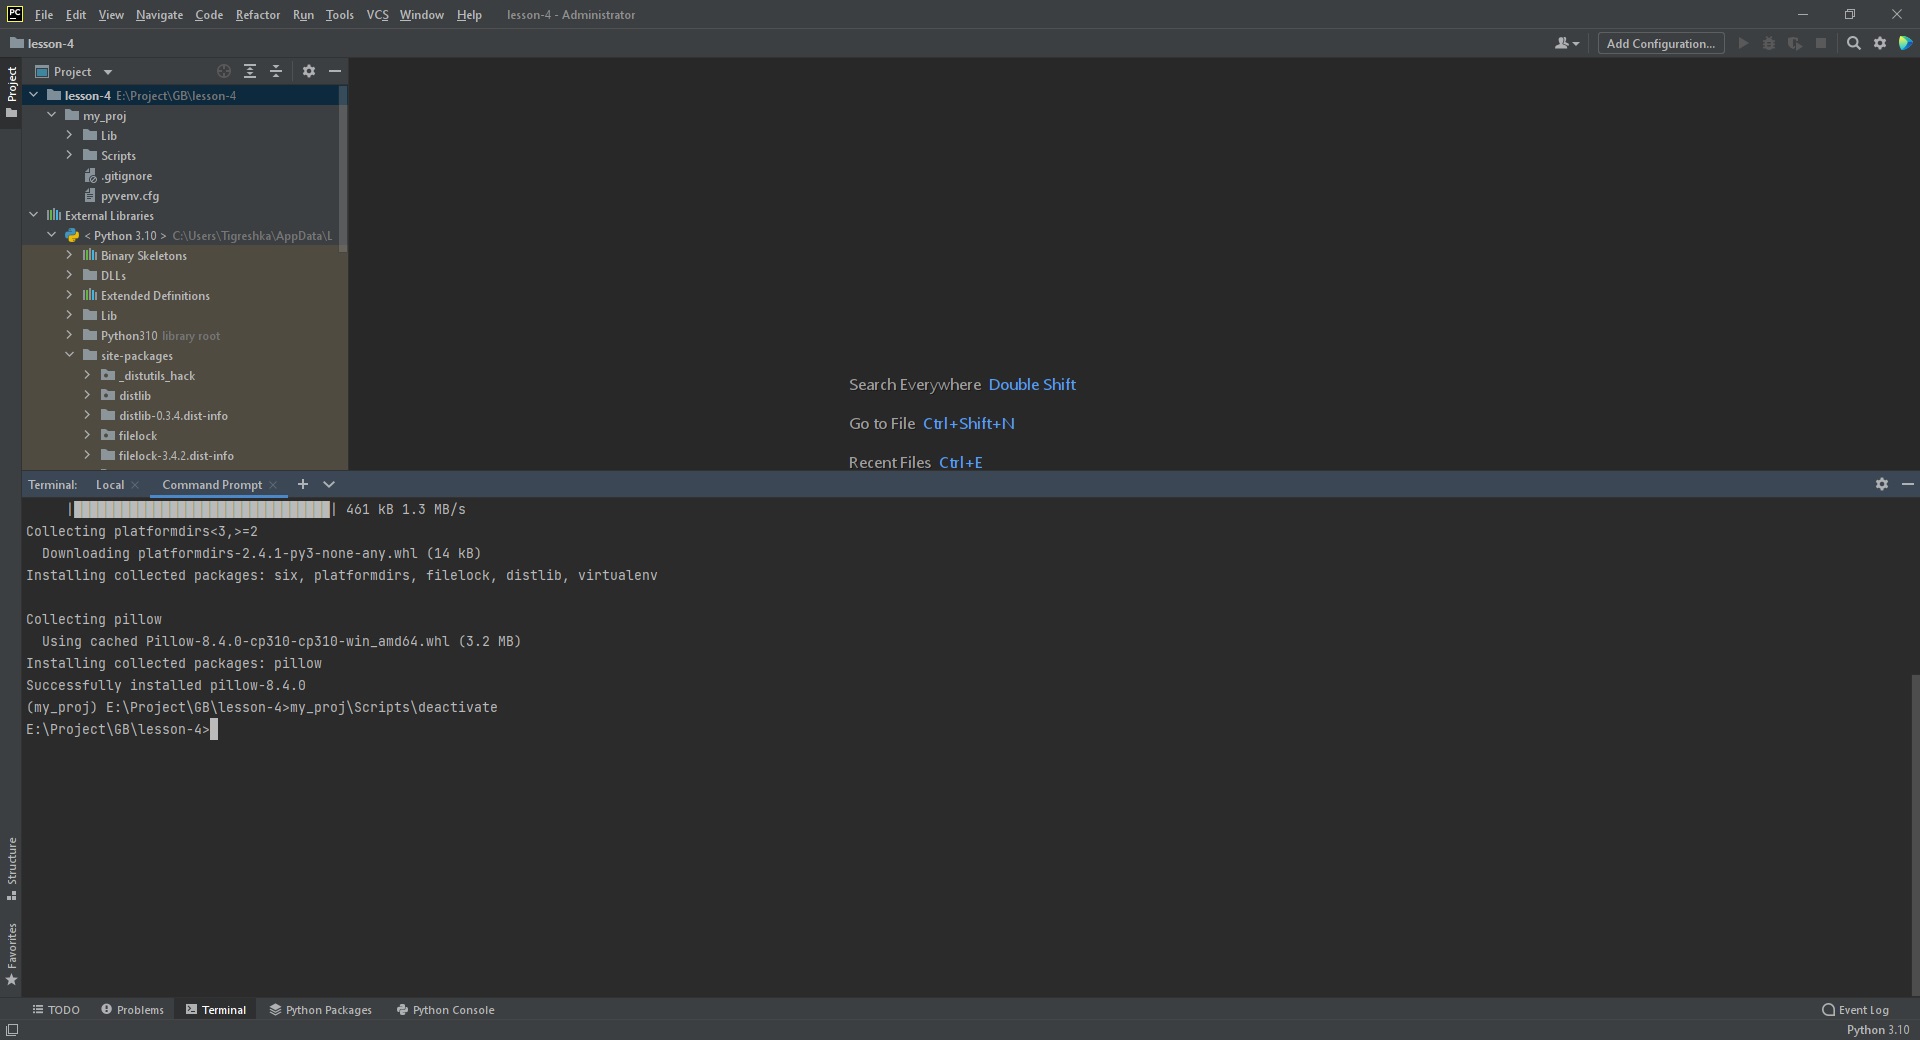 PC File Edit View Navigate Code Refactor Run Tools VCS Window Help lesson-4 - Administrator
lesson-4
Add Configuration...
Project
Project
lesson-4 E:\Project\GB\lesson-4
my_proj
Lib
Scripts
.gitignore
pyvenv.cfg
External Libraries
< Python 3.10 > C:\Users\Tigreshka\AppData\L
Binary Skeletons
DLLs
Extended Definitions
Lib
Python310 library root
site-packages
_distutils_hack
distlib
distlib-0.3.4.dist-info
filelock
filelock-3.4.2.dist-info
Search Everywhere Double Shift
Go to File Ctrl+Shift+N
Recent Files Ctrl+E
Terminal: Local Command Prompt
| 461 kB 1.3 MB/s
Collecting platformdirs<3,>=2
Downloading platformdirs-2.4.1-py3-none-any.whl (14 kB)
Installing collected packages: six, platformdirs, filelock, distlib, virtualenv
Collecting pillow
Using cached Pillow-8.4.0-cp310-cp310-win_amd64.whl (3.2 MB)
Installing collected packages: pillow
Successfully installed pillow-8.4.0
(my_proj) E:\Project\GB\lesson-4>my_proj\Scripts\deactivate
E:\Project\GB\lesson-4>
Structure
Favorites
TODO Problems Terminal Python Packages Python Console Event Log
Python 3.10